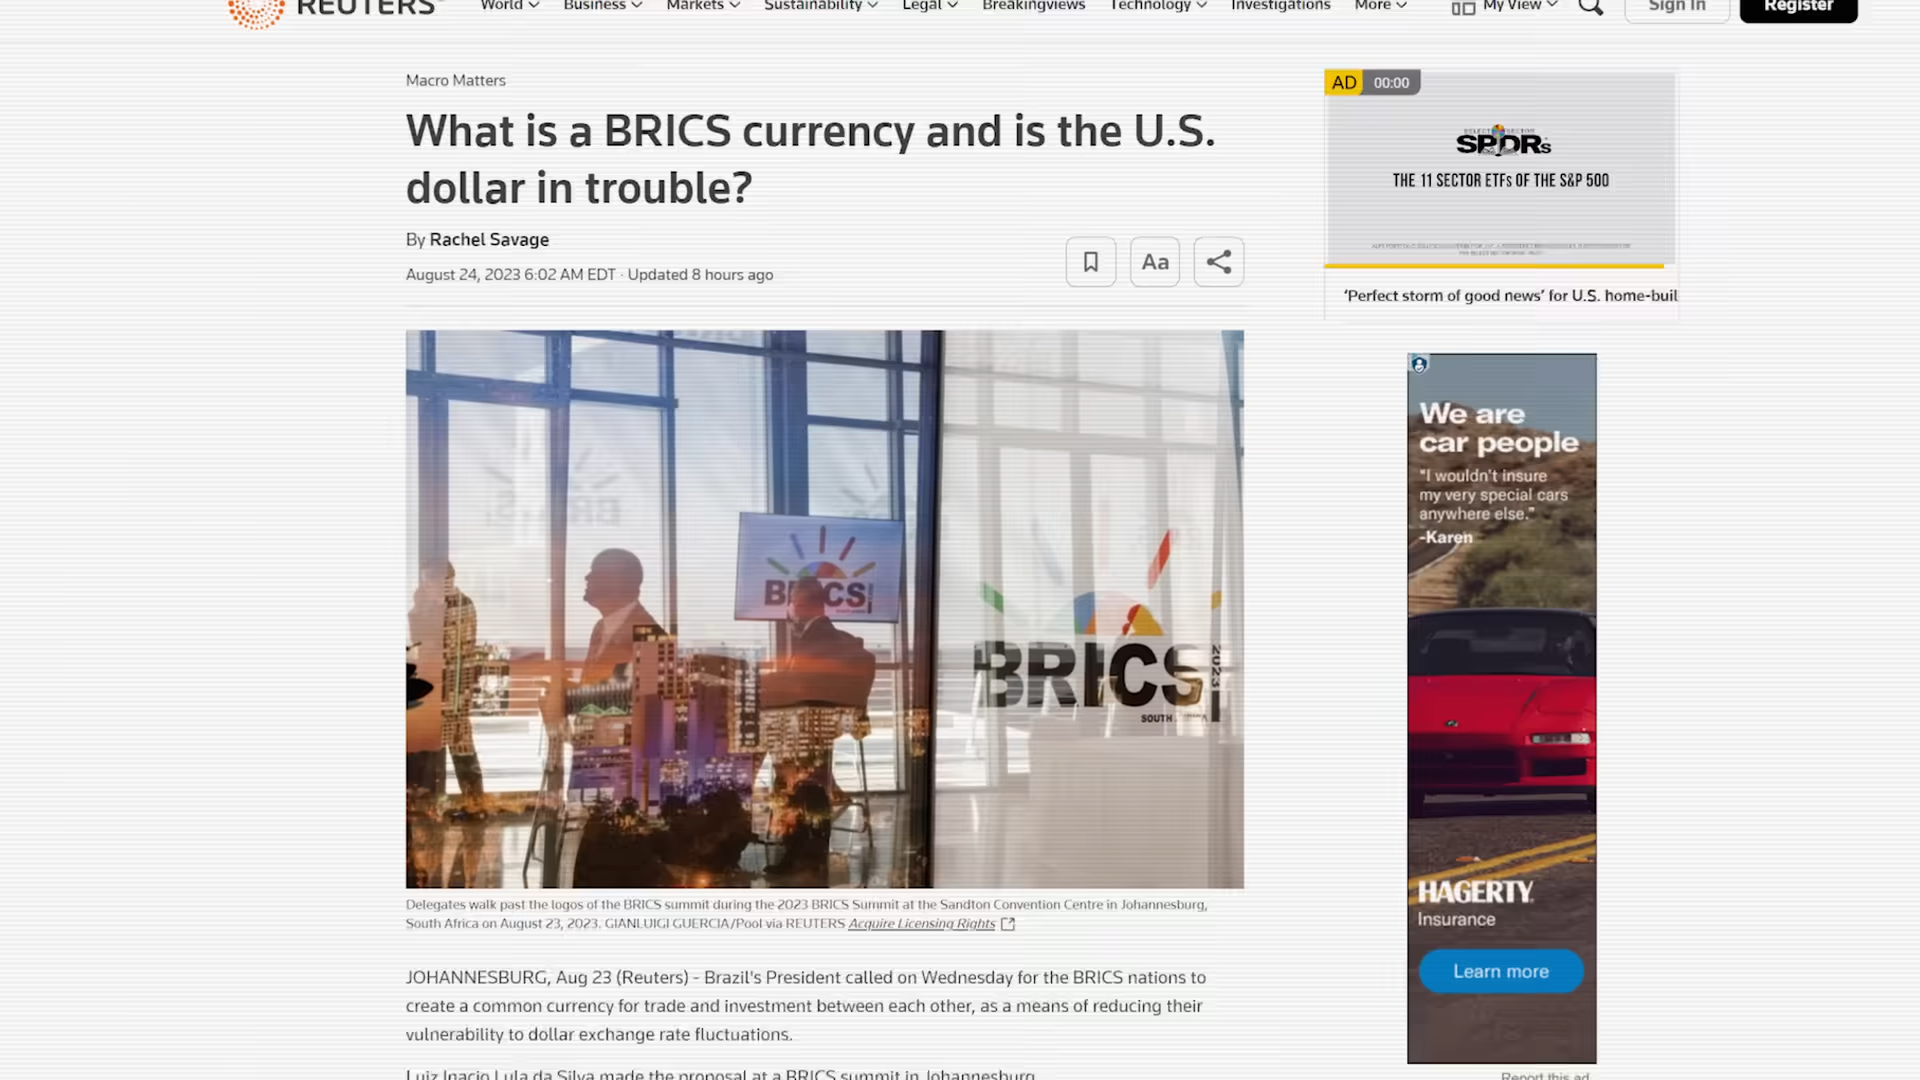 REUTERS
World
Business
Markets
Sustainability
Legal
Breakingviews
Technology
Investigations
More
My View
Sign In
Register
Macro Matters
What is a BRICS currency and is the U.S.
dollar in trouble?
By Rachel Savage
August 24, 2023 6:02 AM EDT · Updated 8 hours ago
Aa
AD 00:00
SELECT SECTOR
SPDRs
THE 11 SECTOR ETFs OF THE S&P 500
‘Perfect storm of good news’ for U.S. home-buil
BRICS
BRICS
2023
SOUTH
Delegates walk past the logos of the BRICS summit during the 2023 BRICS Summit at the Sandton Convention Centre in Johannesburg,
South Africa on August 23, 2023. GIANLUIGI GUERCIA/Pool via REUTERS Acquire Licensing Rights
JOHANNESBURG, Aug 23 (Reuters) - Brazil's President called on Wednesday for the BRICS nations to
create a common currency for trade and investment between each other, as a means of reducing their
vulnerability to dollar exchange rate fluctuations.
Luiz Inacio Lula da Silva made the proposal at a BRICS summit in Johannesburg.
We are
car people
"I wouldn't insure
my very special cars
anywhere else."
-Karen
HAGERTY
Insurance
Learn more
Report this ad